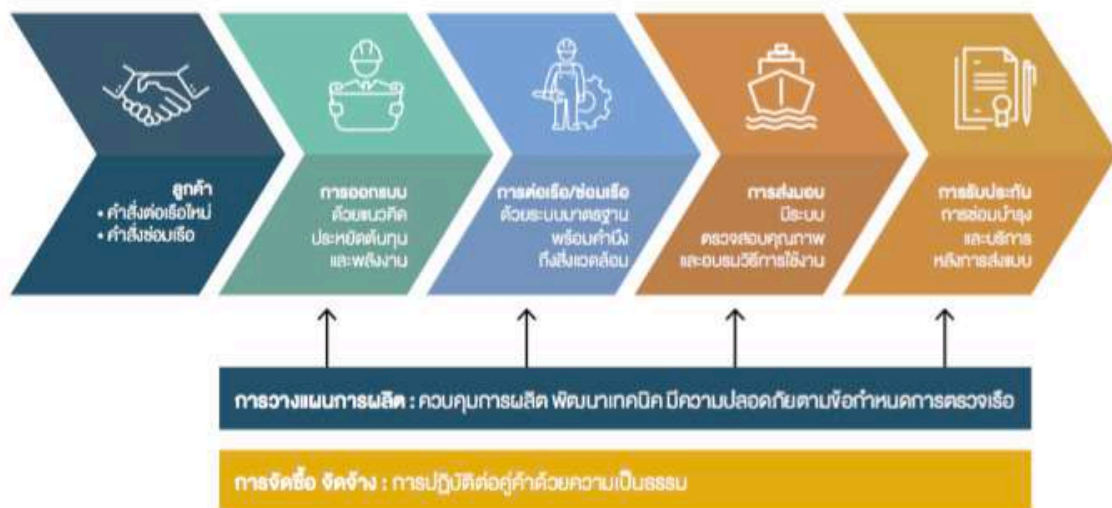 ลูกค้า
• คำสั่งต่อเรือใหม่
• คำสั่งซ่อมเรือ
การออกแบบ
ด้วยแนวคิด
ประหยัดต้นทุน
และพลังงาน
การต่อเรือ/ซ่อมเรือ
ด้วยระบบมาตรฐาน
พร้อมคำนึง
ถึงสิ่งแวดล้อม
การส่งมอบ
มีระบบ
ตรวจสอบคุณภาพ
และอบรมวิธีการใช้งาน
การรับประกัน
การซ่อมบำรุง
และบริการ
หลังการส่งแบบ
การวางแผนการผลิต : ควบคุมการผลิต พัฒนาเทคนิค มีความปลอดภัยตามข้อกำหนดการตรวจเรือ
การจัดซื้อ จัดจ้าง : การปฏิบัติต่อคู่ค้าด้วยความเป็นธรรม